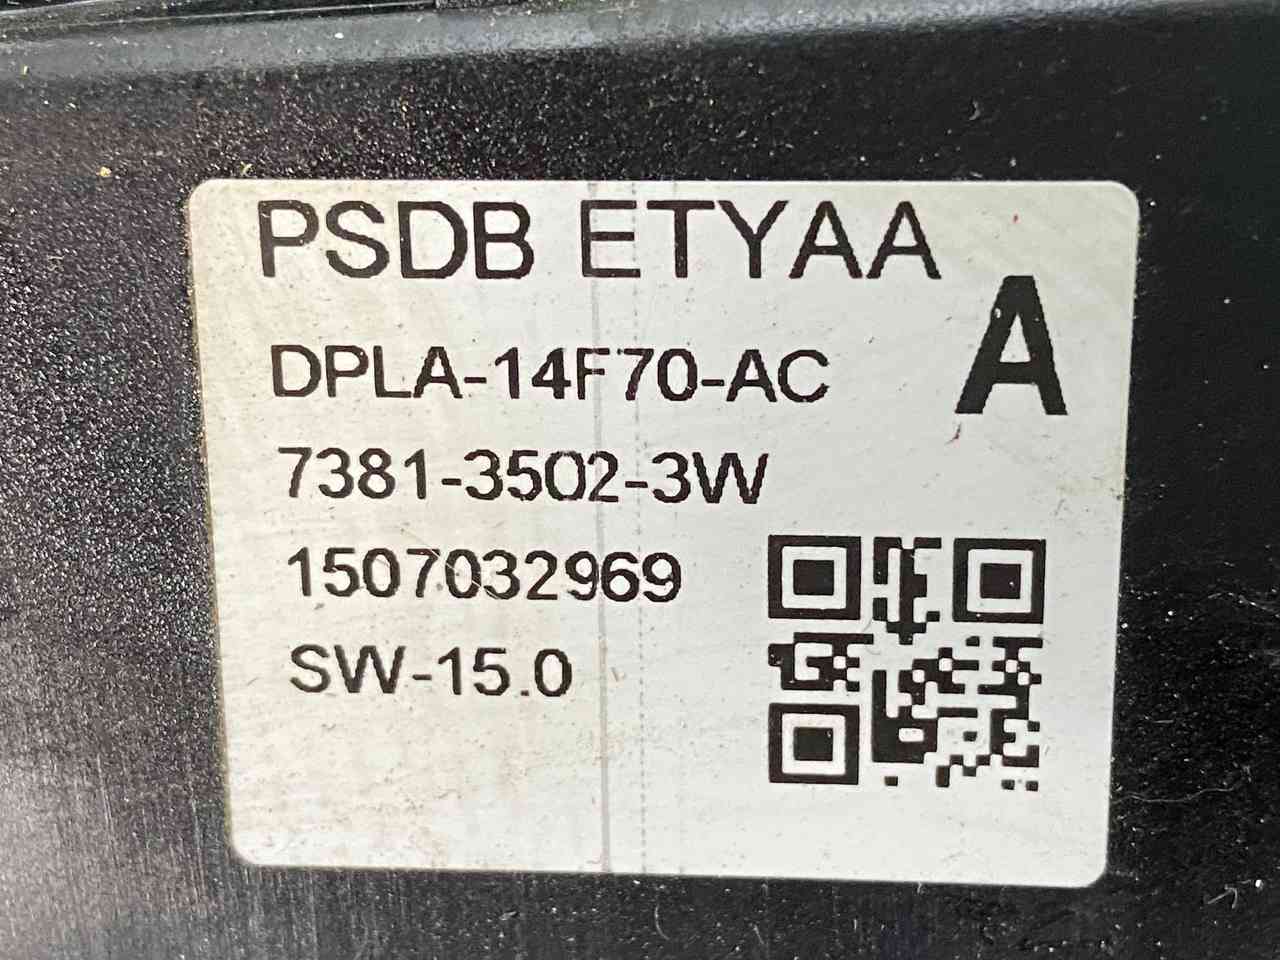 PSDB ETYAA
A
DPLA-14F70-AC
7381-3502-3W
1507032969
SW-15.0